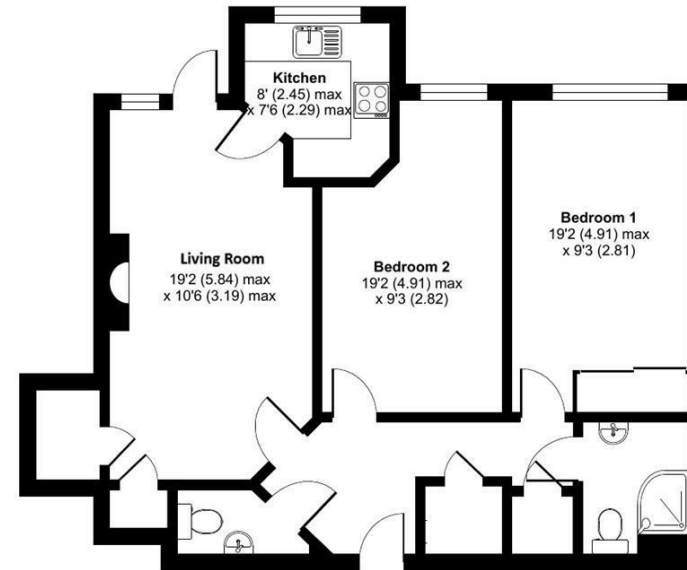 Kitchen
8' (2.45) max
x 7'6 (2.29) max
Living Room
19'2 (5.84) max
x 10'6 (3.19) max
Bedroom 2
19'2 (4.91) max
x 9'3 (2.82)
Bedroom 1
19'2 (4.91) max
x 9'3 (2.81)